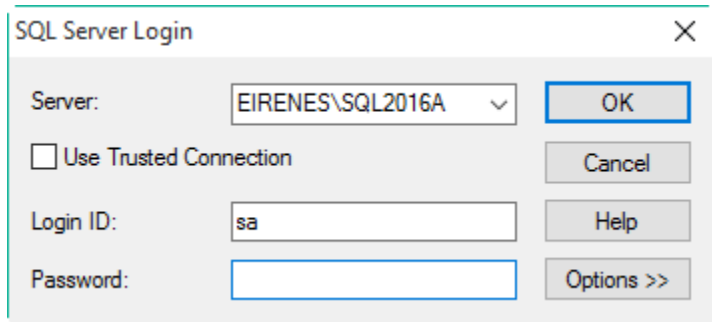 SQL Server Login
Server: EIRENES\SQL2016A OK
Use Trusted Connection Cancel
Login ID: sa Help
Password: Options >>